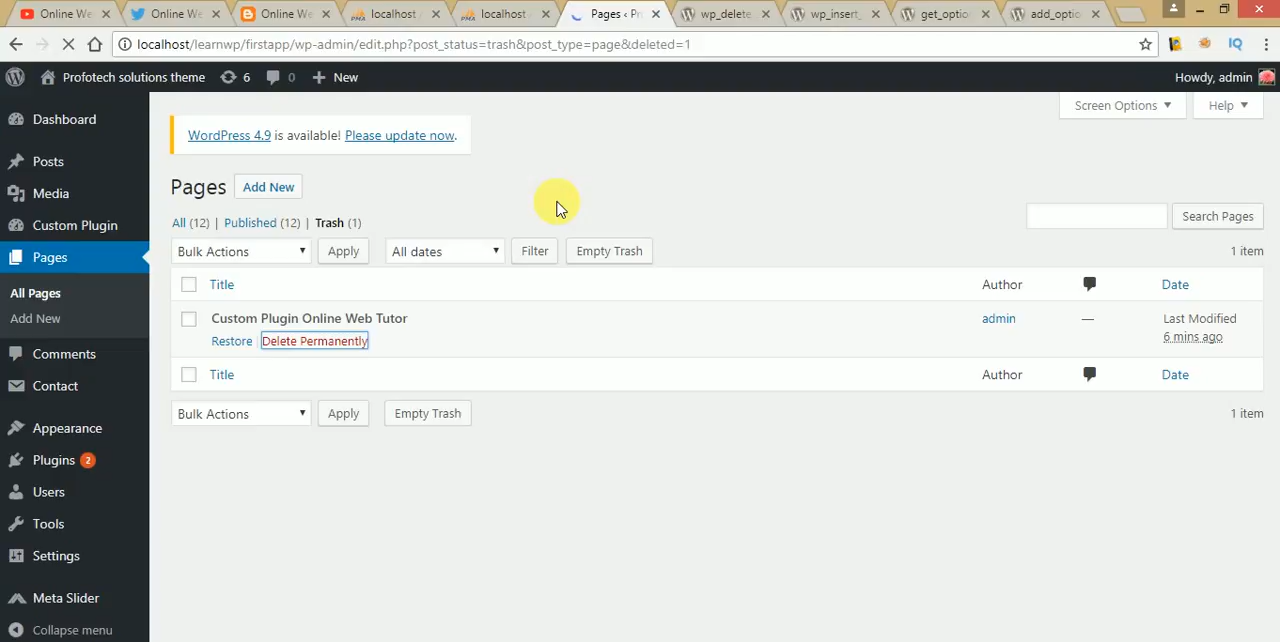 Online We
Online We
Online We
localhost
localhost
Pages ‹ Pr
wp_delete
wp_insert_
get_optio
add_optio
localhost/learnwp/firstapp/wp-admin/edit.php?post_status=trash&post_type=page&deleted=1
IQ
Profotech solutions theme 6 0 New Howdy, admin
Screen Options Help
WordPress 4.9 is available! Please update now.
Dashboard
Posts
Media
Custom Plugin
Pages
All Pages
Add New
Comments
Contact
Appearance
Plugins 2
Users
Tools
Settings
Meta Slider
Collapse menu
Pages Add New
All (12) | Published (12) | Trash (1)
Search Pages
Bulk Actions Apply All dates Filter Empty Trash 1 item
Title Author Date
Custom Plugin Online Web Tutor admin — Last Modified
Restore | Delete Permanently 6 mins ago
Title Author Date
Bulk Actions Apply Empty Trash 1 item